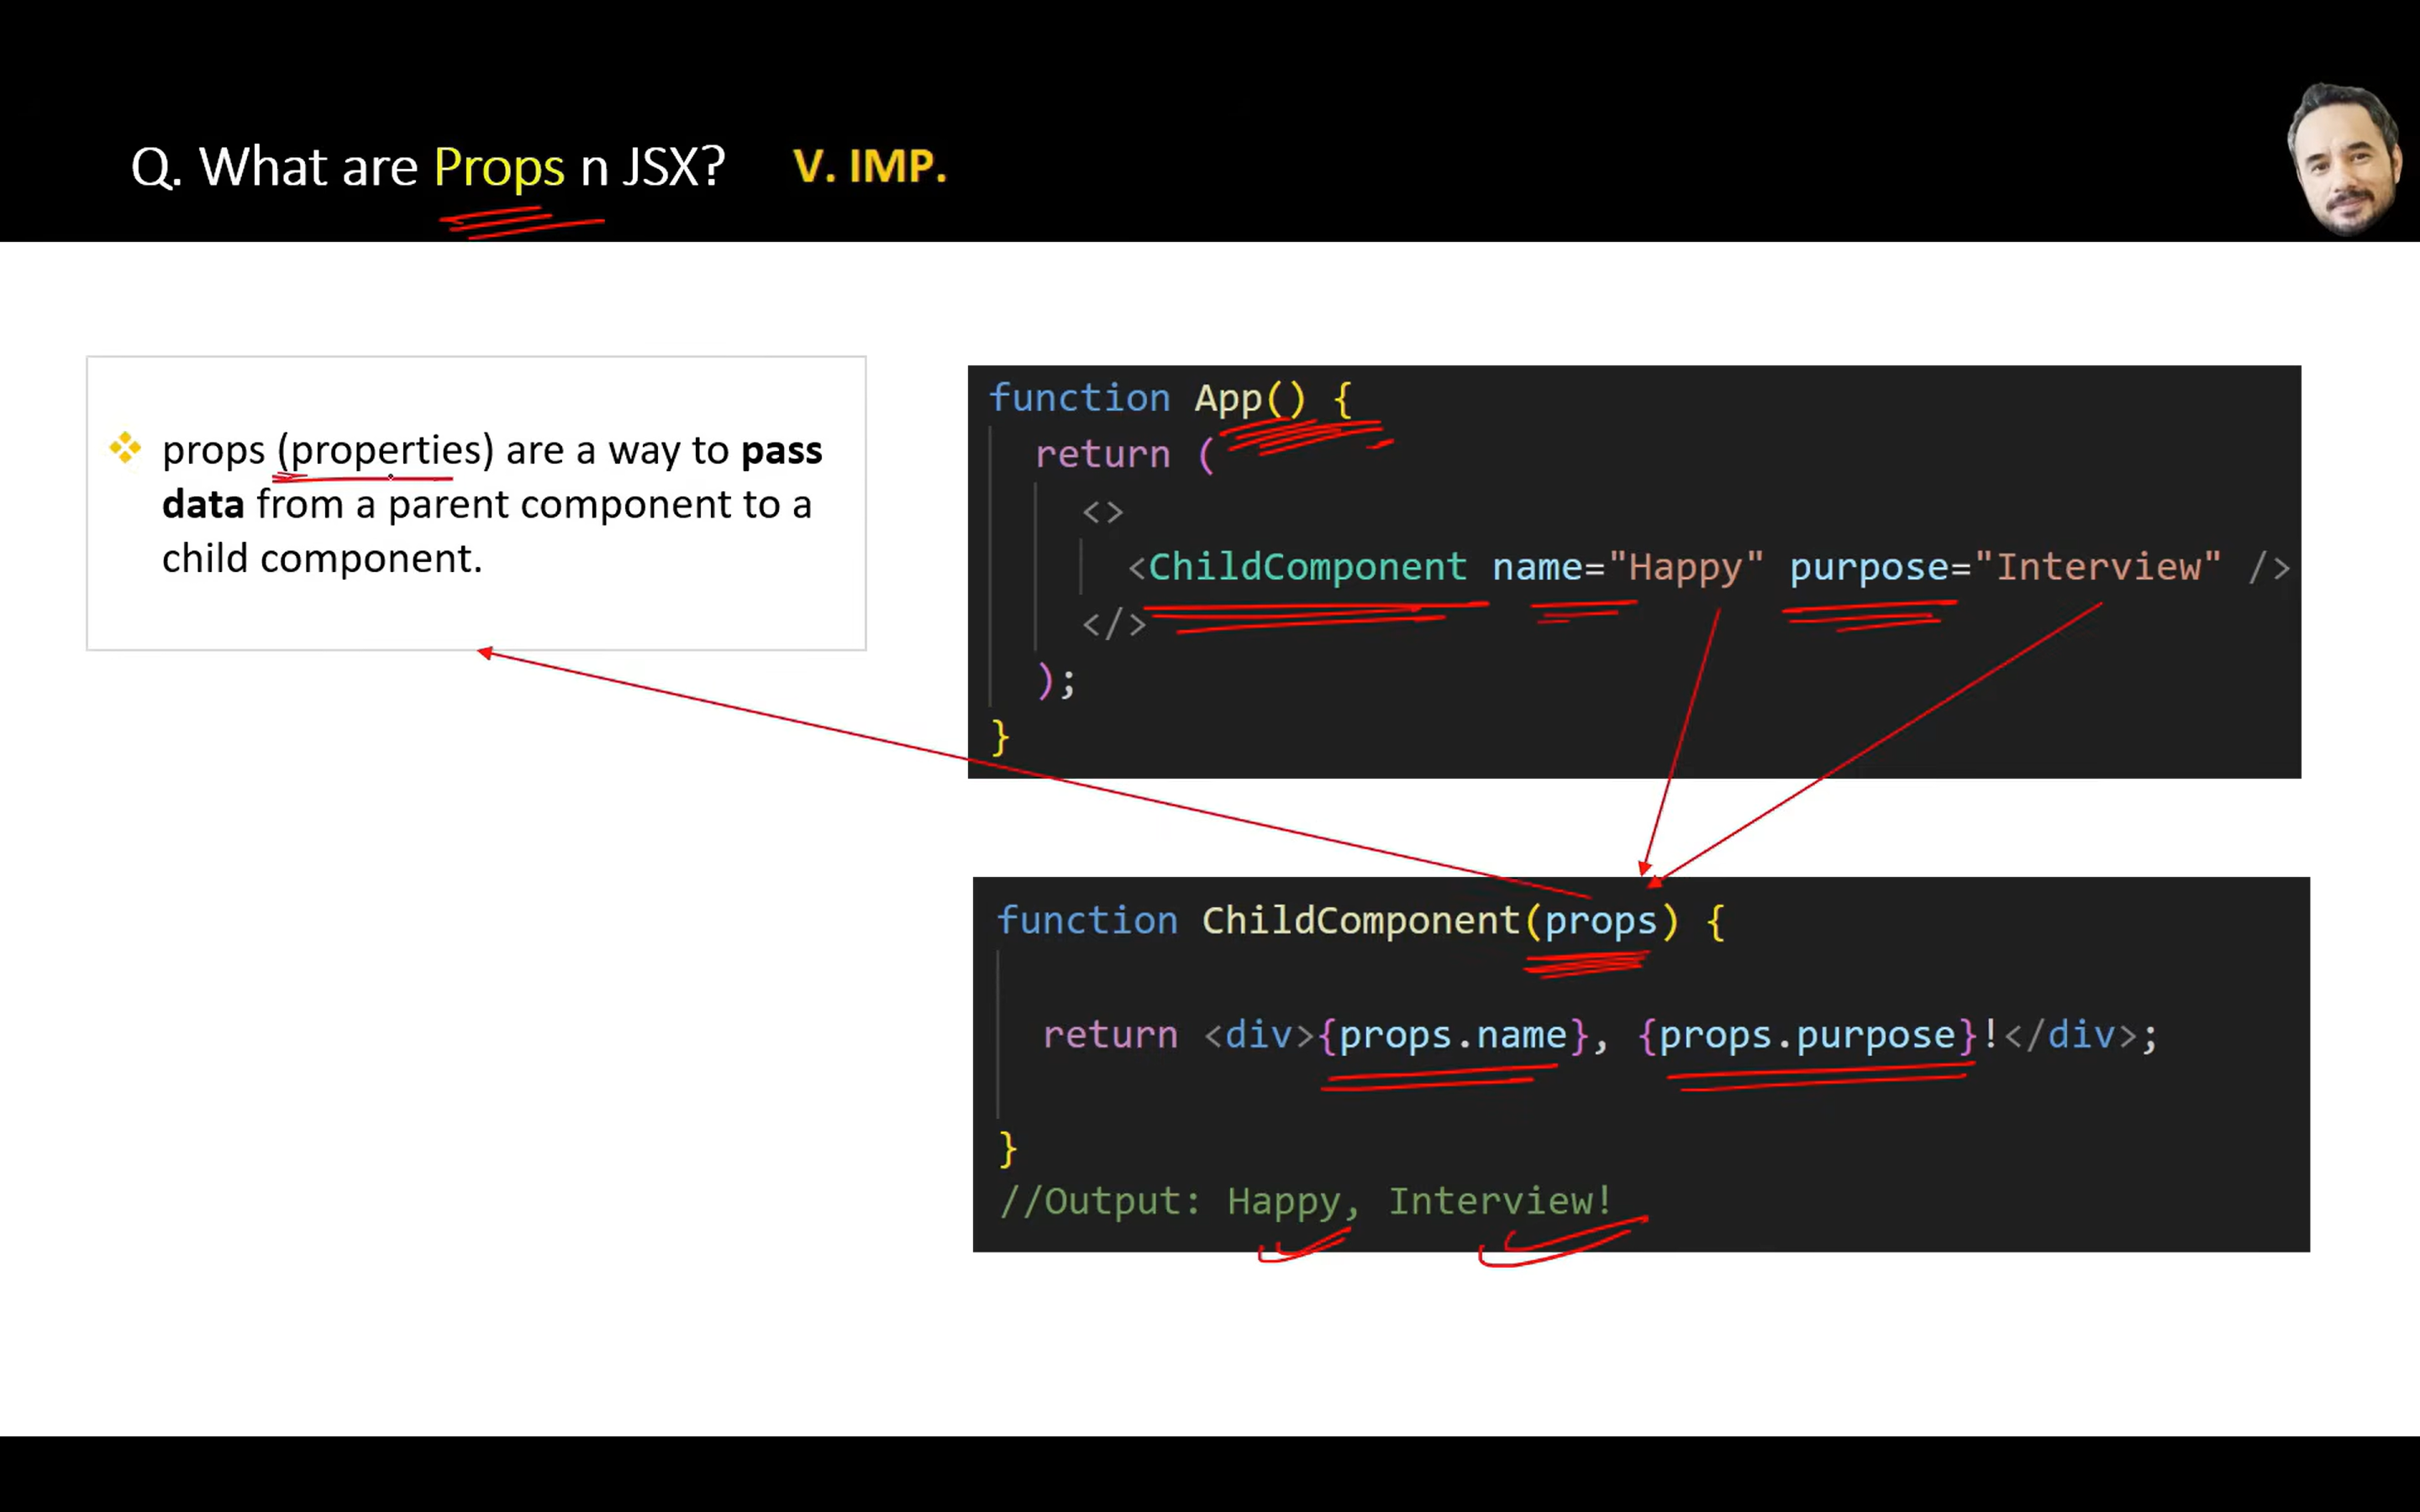 Q. What are Props n JSX? V. IMP.
props (properties) are a way to pass
data from a parent component to a
child component.
function App() {
return (
<>
<ChildComponent name="Happy" purpose="Interview" />
</>
);
}
function ChildComponent(props) {
return <div>{props.name}, {props.purpose}!</div>;
}
//Output: Happy, Interview!